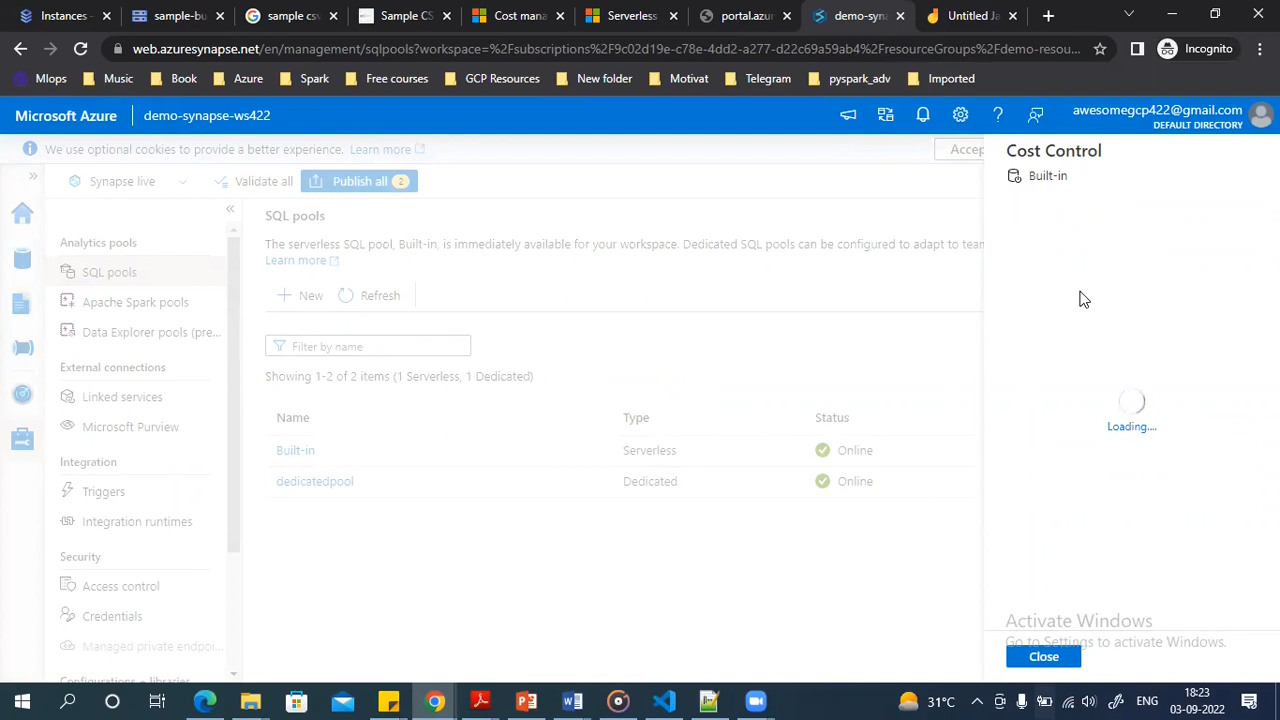 Instances
sample-bu
sample csv
Sample CS
Cost mana
Serverless
portal.azur
demo-syna
Untitled Ja
web.azuresynapse.net/en/management/sqlpools?workspace=%2Fsubscriptions%2F9c02d19e-c78e-4dd2-a277-d22c69a59ab4%2FresourceGroups%2Fdemo-resou...
Incognito
Mlops
Music
Book
Azure
Spark
Free courses
GCP Resources
New folder
Motivat
Telegram
pyspark_adv
Imported
Microsoft Azure
demo-synapse-ws422
awesomegcp422@gmail.com
DEFAULT DIRECTORY
We use optional cookies to provide a better experience. Learn more
Accep
Cost Control
Built-in
Synapse live
Validate all
Publish all 2
Analytics pools
SQL pools
Apache Spark pools
Data Explorer pools (pre...
External connections
Linked services
Microsoft Purview
Integration
Triggers
Integration runtimes
Security
Access control
Credentials
Managed private endpoi...
Configurations + libraries
SQL pools
The serverless SQL pool, Built-in, is immediately available for your workspace. Dedicated SQL pools can be configured to adapt to team
Learn more
New
Refresh
Filter by name
Showing 1-2 of 2 items (1 Serverless, 1 Dedicated)
Name Type Status
Built-in Serverless Online
dedicatedpool Dedicated Online
Loading....
Activate Windows
Go to Settings to activate Windows.
Close
31°C
ENG
18:23
03-09-2022